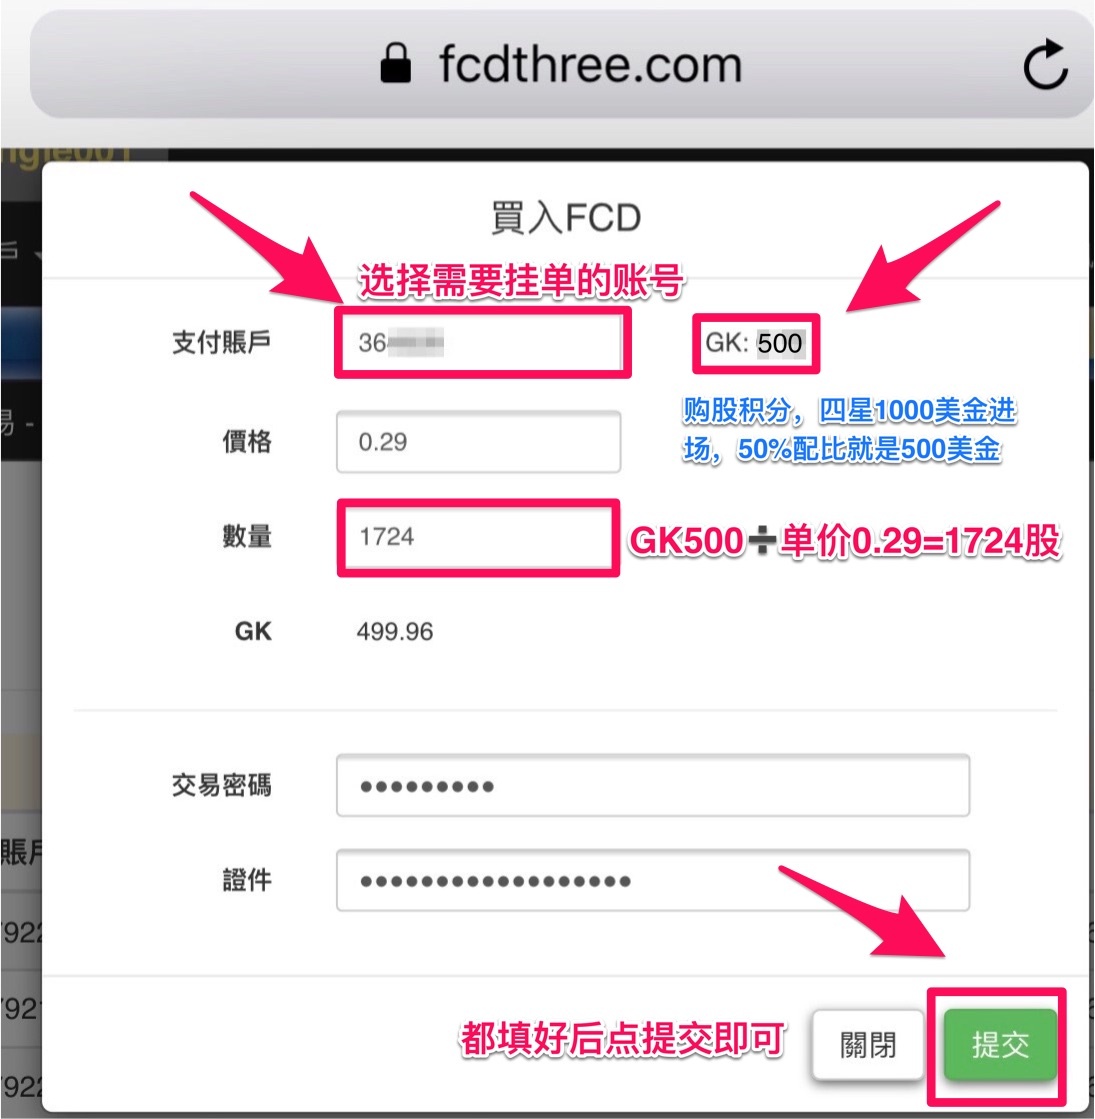 fcdthree.com
ngle001
買入FCD
选择需要挂单的账号
支付賬戶
36
GK: 500
购股积分，四星1000美金进
场，50%配比就是500美金
價格
0.29
數量
1724
GK500➗单价0.29=1724股
GK
499.96
交易密碼
•••••••••
證件
••••••••••••••••••
都填好后点提交即可
關閉
提交